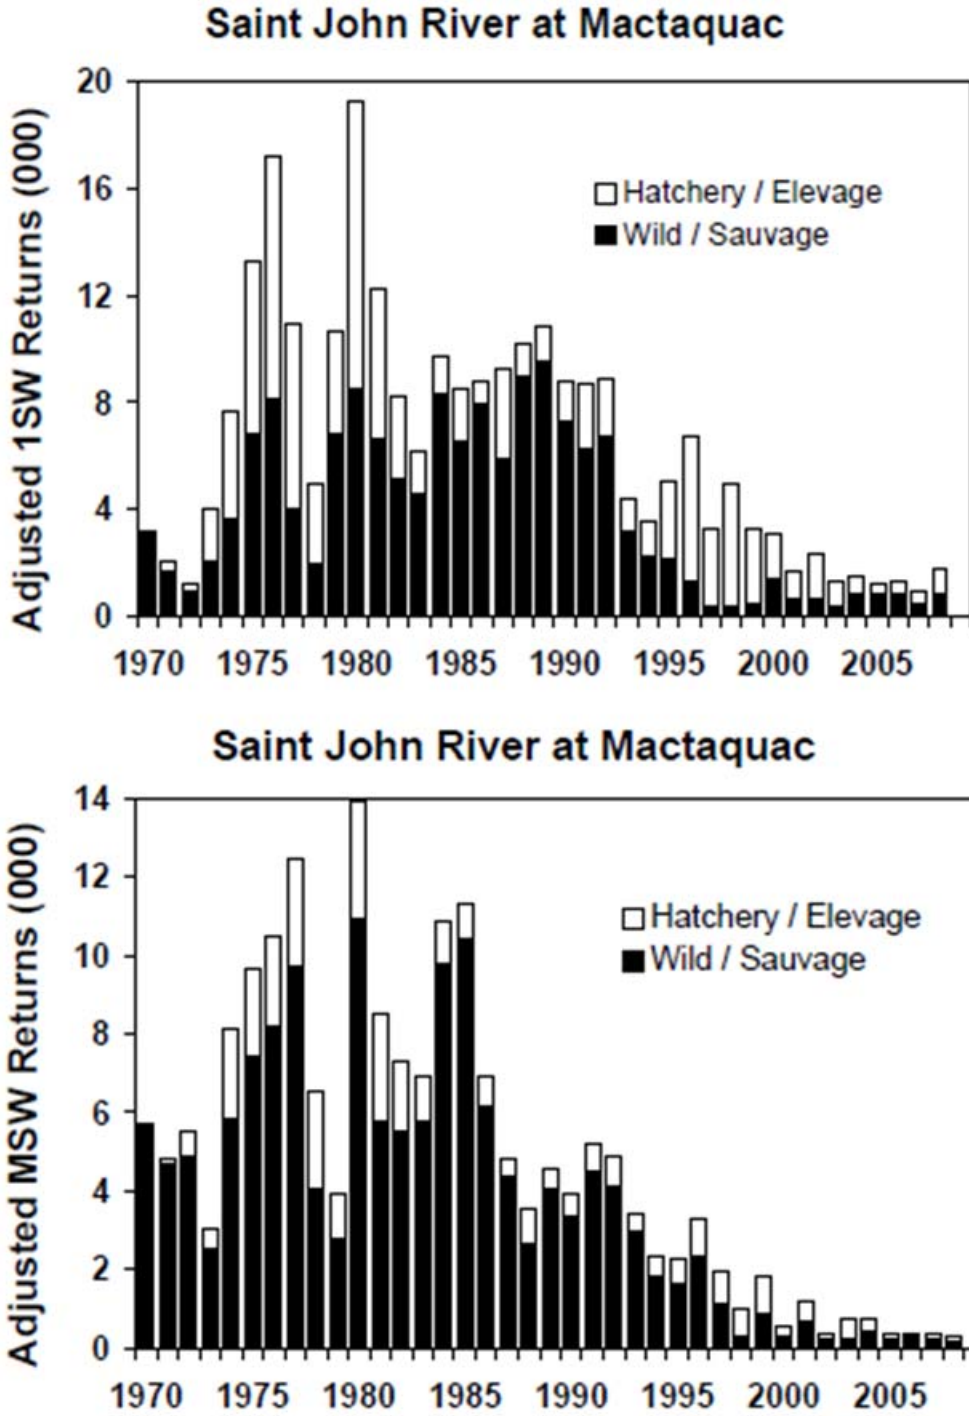 Saint John River at Mactaquac
Adjusted 1SW Returns (000)
20
16
12
8
4
0
Hatchery / Elevage
Wild / Sauvage
1970 1975 1980 1985 1990 1995 2000 2005
Saint John River at Mactaquac
Adjusted MSW Returns (000)
14
12
10
8
6
4
2
0
Hatchery / Elevage
Wild / Sauvage
1970 1975 1980 1985 1990 1995 2000 2005